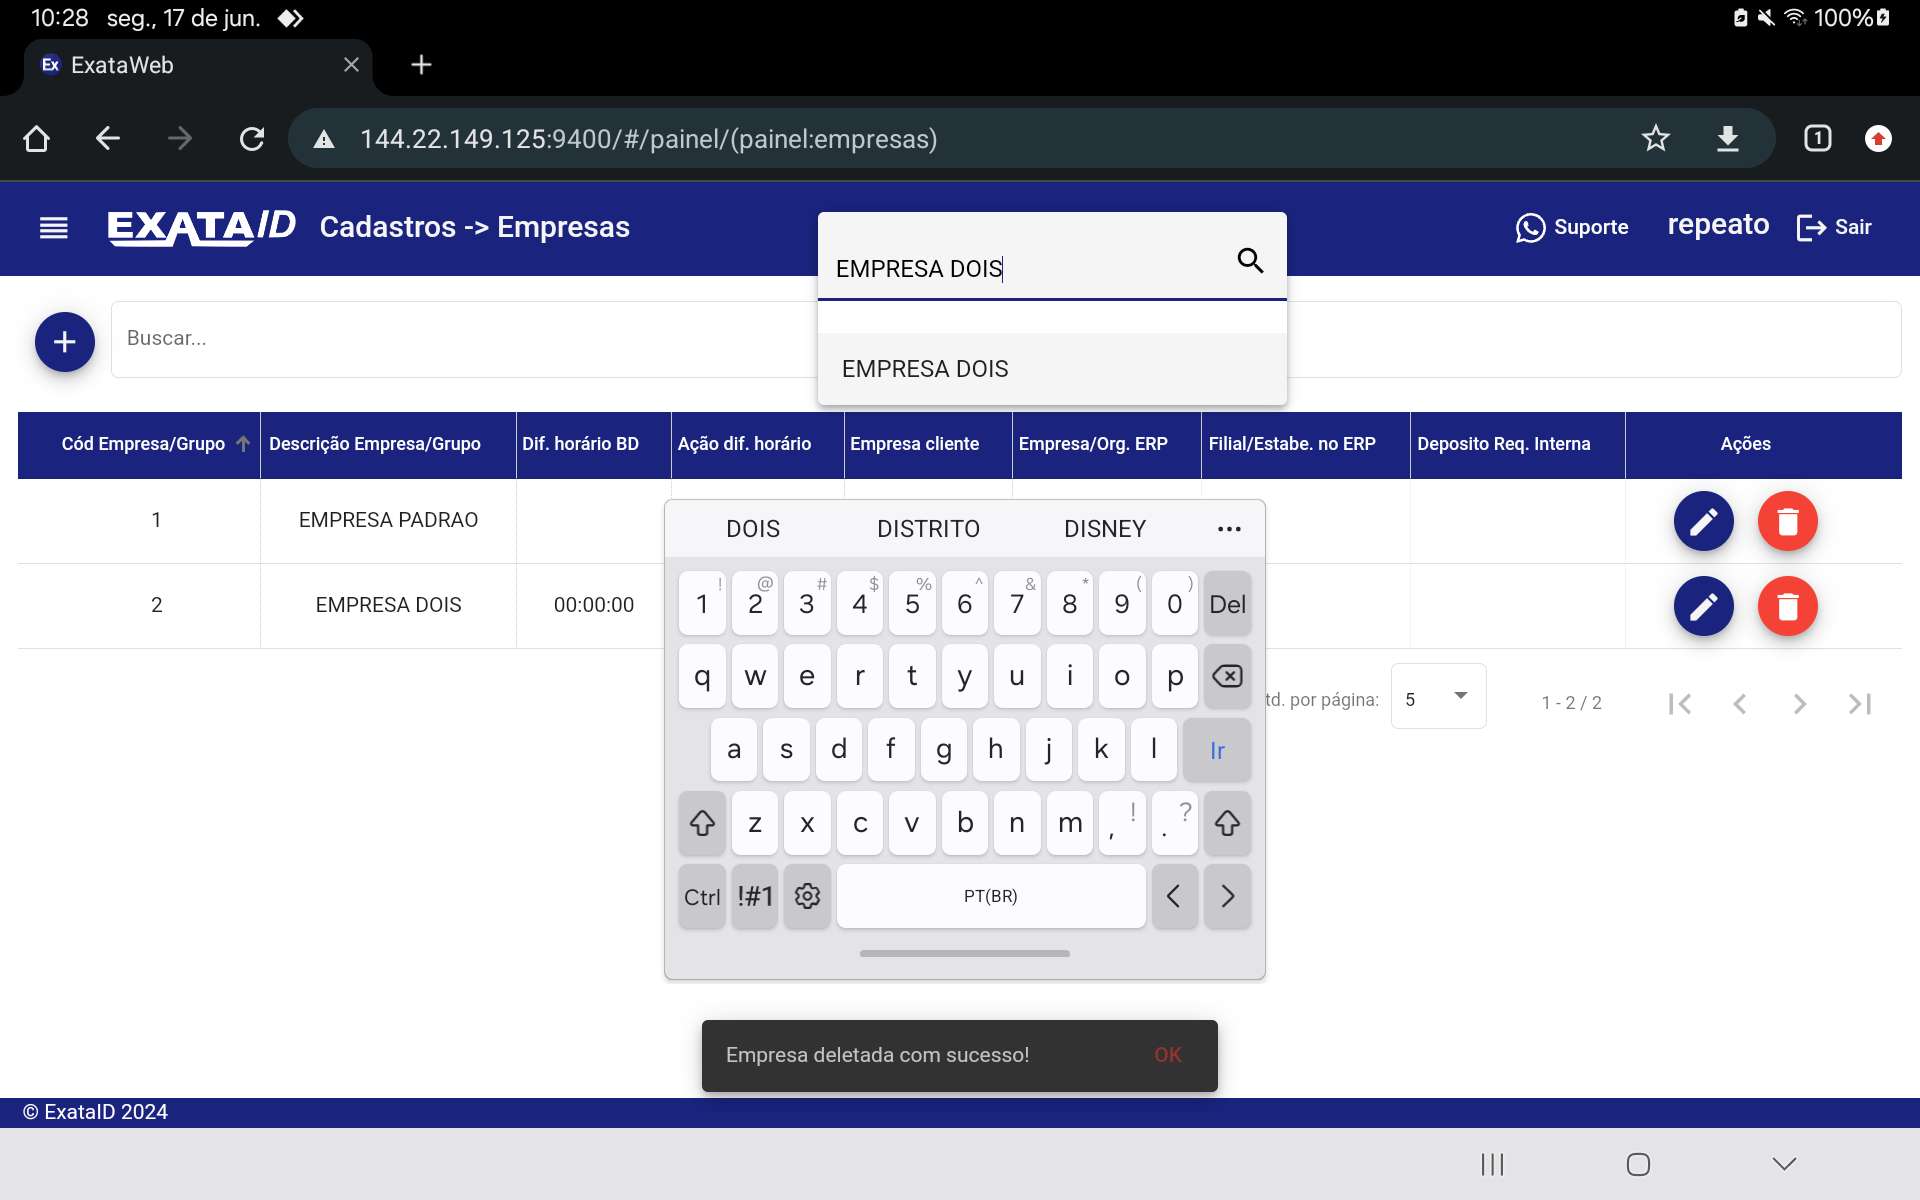 10:28 seg., 17 de jun. 100%
Ex ExataWeb
144.22.149.125:9400/#/painel/(painel:empresas) 1
EXATAID Cadastros -> Empresas Suporte repeato Sair
EMPRESA DOIS
Buscar...
EMPRESA DOIS
Cód Empresa/Grupo Descrição Empresa/Grupo Dif. horário BD Ação dif. horário Empresa cliente Empresa/Org. ERP Filial/Estabe. no ERP Deposito Req. Interna Ações
1 EMPRESA PADRAO
2 EMPRESA DOIS 00:00:00
td. por página: 5 1 - 2 / 2
DOIS DISTRITO DISNEY ...
! @ # $ % ^ & * ( )
1 2 3 4 5 6 7 8 9 0 Del
q w e r t y u i o p
a s d f g h j k l Ir
z x c v b n m , ! . ?
Ctrl !#1 PT(BR) < >
Empresa deletada com sucesso! OK
© ExataID 2024